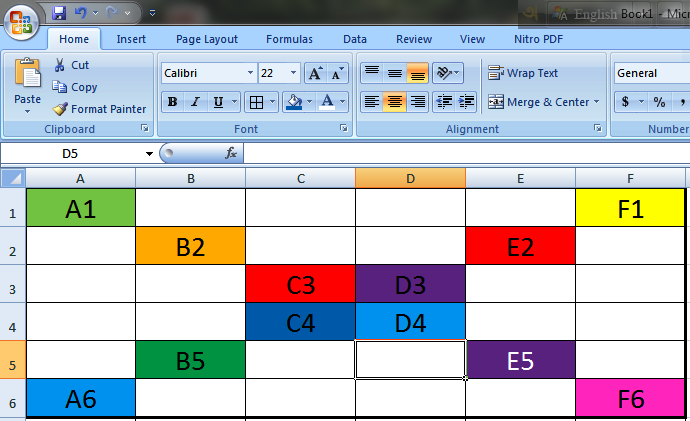 English Book1 - Micr
Home Insert Page Layout Formulas Data Review View Nitro PDF
Paste
Cut
Copy
Format Painter
Clipboard
Calibri 22 A A
B I U A
Font
Wrap Text
Merge & Center
Alignment
General
$ % ,
Number
D5 fx
A B C D E F
1 A1 F1
2 B2 E2
3 C3 D3
4 C4 D4
5 B5 E5
6 A6 F6